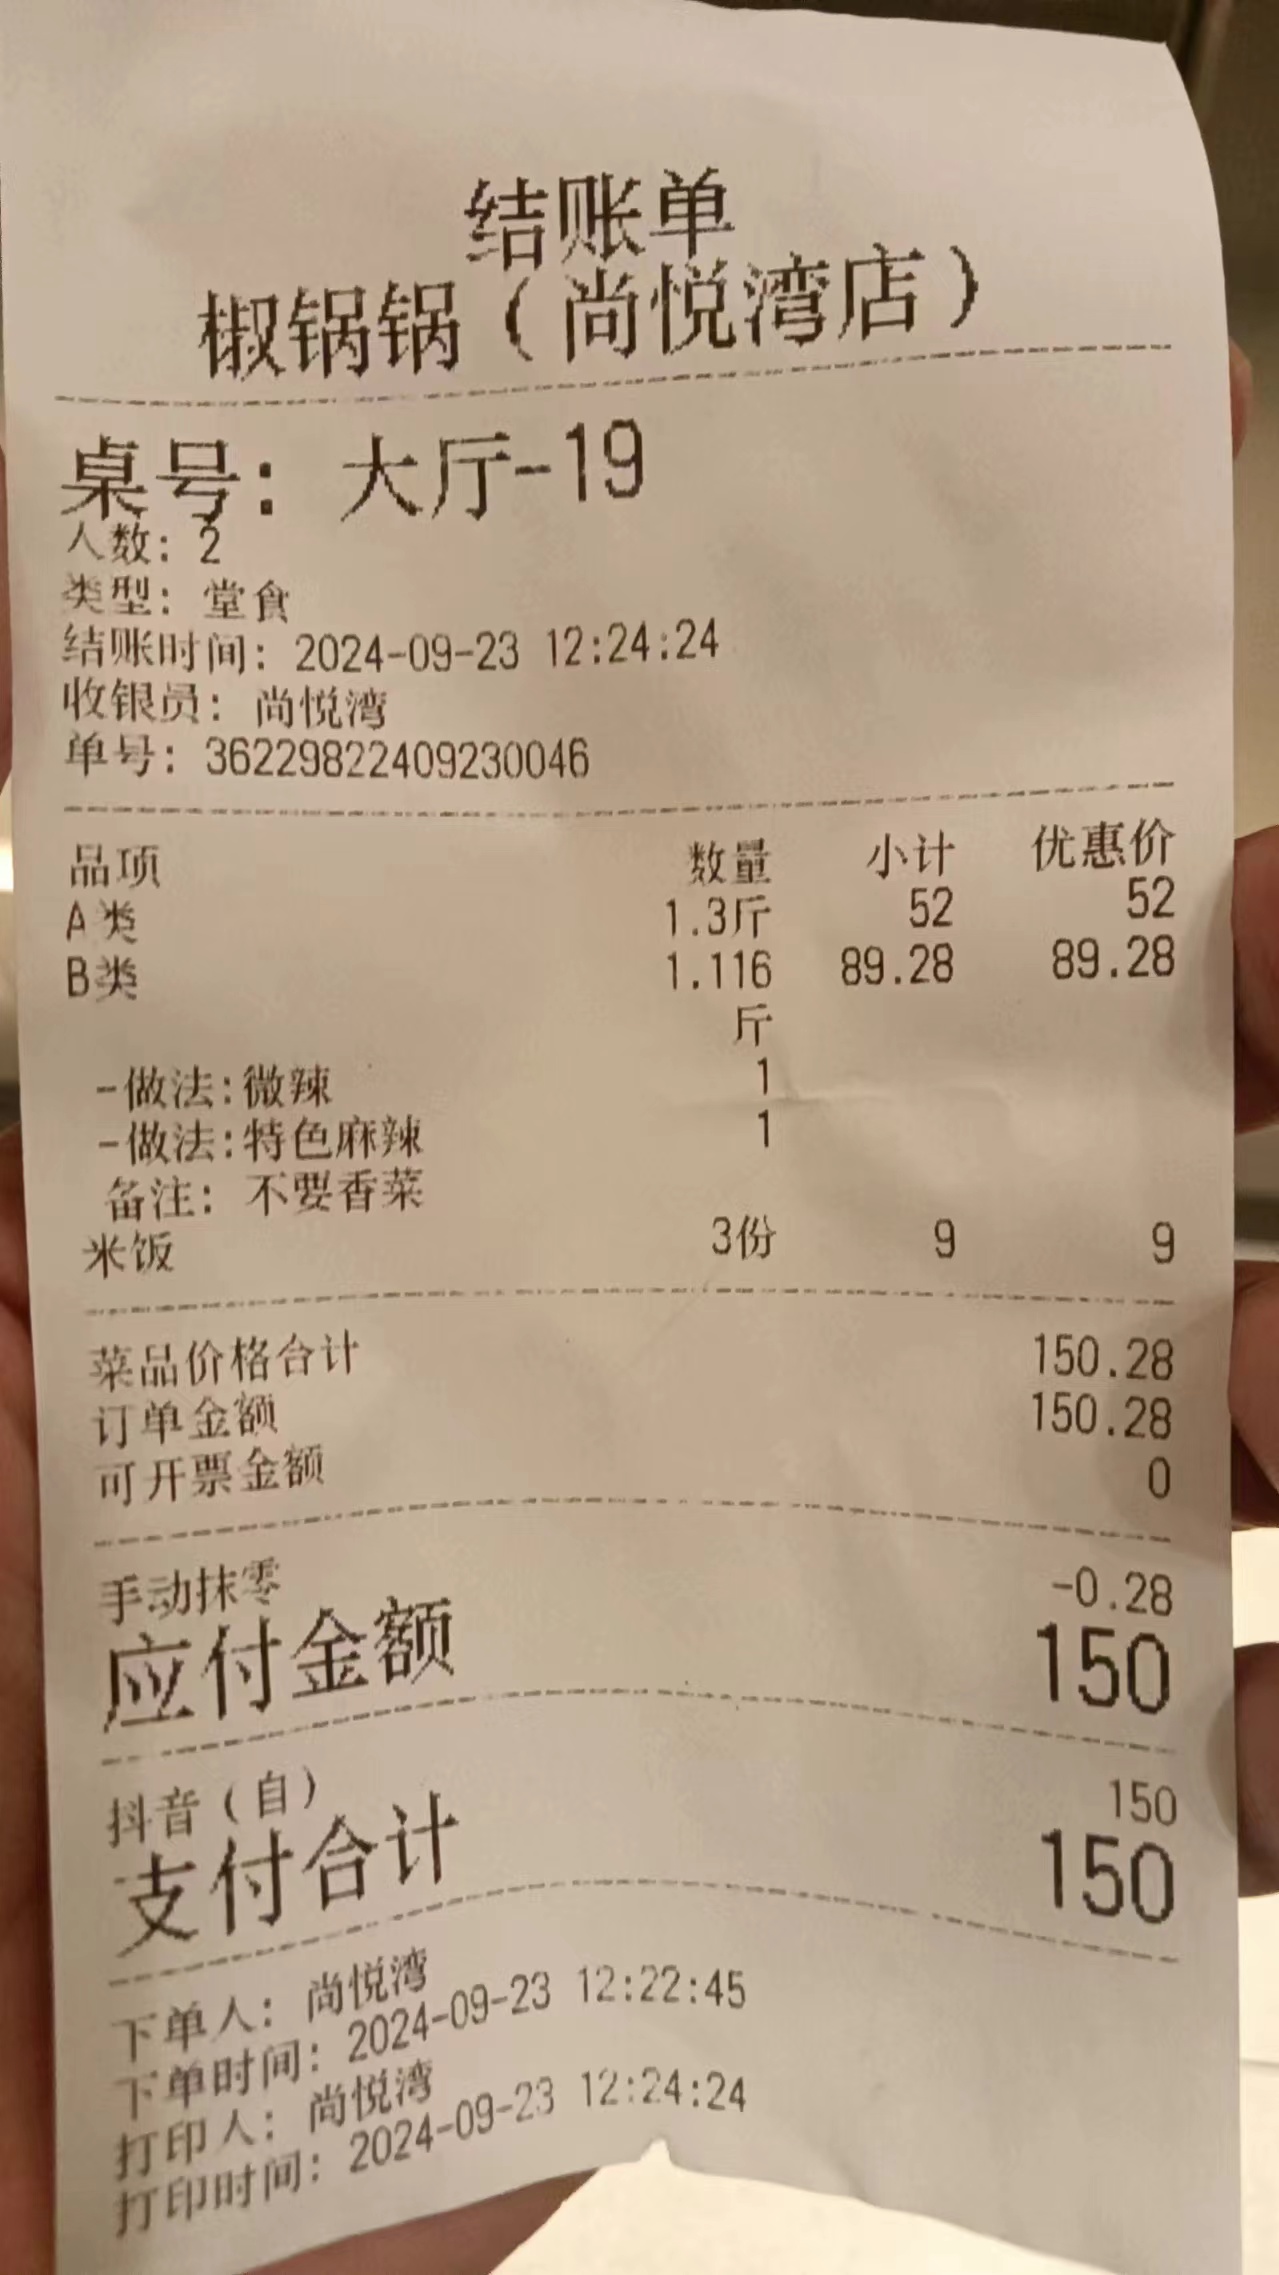 结账单
椒锅锅（尚悦湾店）
桌号：大厅-19
人数：2
类型：堂食
结账时间：2024-09-23 12:24:24
收银员：尚悦湾
单号：36229822409230046
品项 数量 小计 优惠价
A类 1.3斤 52 52
B类 1.116 89.28 89.28
斤
-做法:微辣 1
-做法:特色麻辣 1
备注：不要香菜
米饭 3份 9 9
菜品价格合计 150.28
订单金额 150.28
可开票金额 0
手动抹零 -0.28
应付金额 150
抖音（自） 150
支付合计 150
下单人：尚悦湾
下单时间：2024-09-23 12:22:45
打印人：尚悦湾
打印时间：2024-09-23 12:24:24